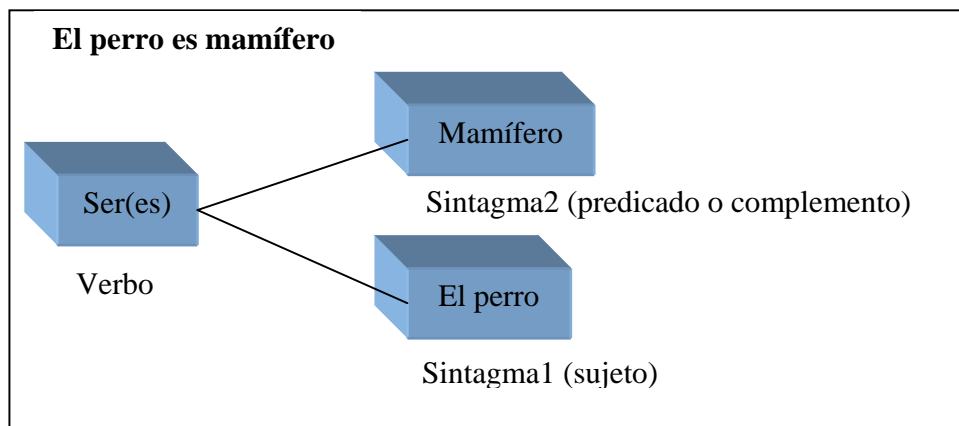 El perro es mamífero
Mamífero
Sintagma2 (predicado o complemento)
Ser(es)
Verbo
El perro
Sintagma1 (sujeto)